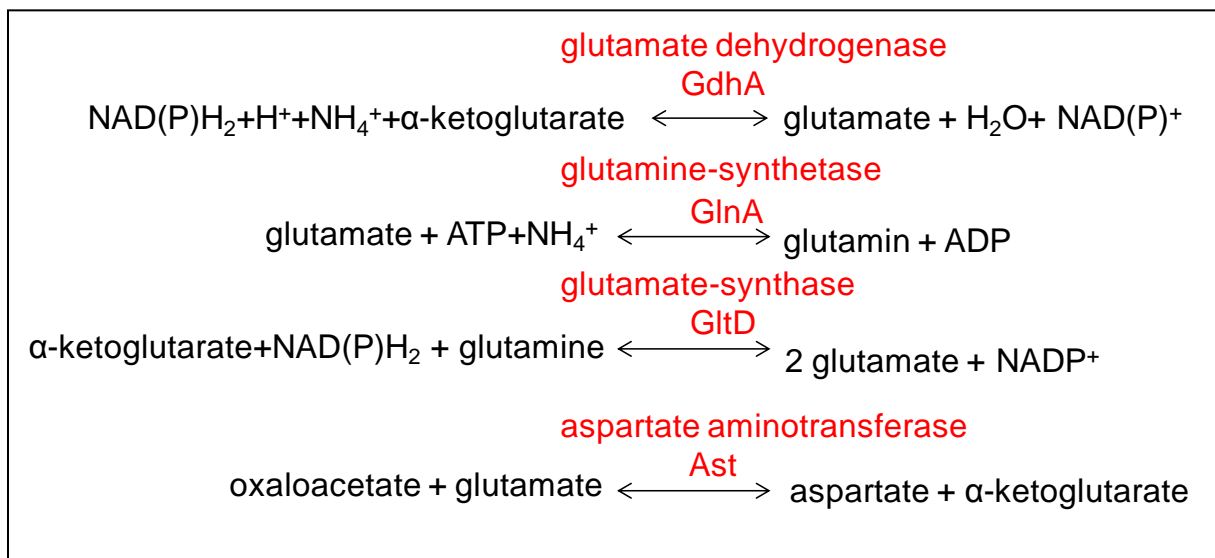 glutamate dehydrogenase
GdhA
NAD(P)H₂+H⁺+NH₄⁺+α-ketoglutarate ⟷ glutamate + H₂O+ NAD(P)⁺
glutamine-synthetase
GlnA
glutamate + ATP+NH₄⁺ ⟷ glutamin + ADP
glutamate-synthase
GltD
α-ketoglutarate+NAD(P)H₂ + glutamine ⟷ 2 glutamate + NADP⁺
aspartate aminotransferase
Ast
oxaloacetate + glutamate ⟷ aspartate + α-ketoglutarate